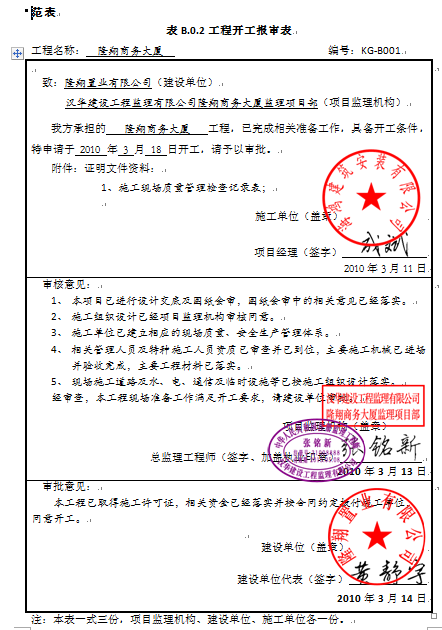 范表
表 B.0.2 工程开工报审表
工程名称: 隆翔商务大厦 编号: KG-B001
致: 隆翔置业有限公司(建设单位)
汉华建设工程监理有限公司隆翔商务大厦监理项目部(项目监理机构)
我方承担的 隆翔商务大厦 工程,已完成相关准备工作,具备开工条件,
特申请于 2010 年 3 月 18 日开工,请予以审批。
附件:证明文件资料:
1、施工现场质量管理检查记录表;
建筑安装有限公司
施工单位(盖章)
项目经理(签字)
2010 年 3 月 11 日
审核意见:
1、 本项目已进行设计交底及图纸会审,图纸会审中的相关意见已经落实。
2、 施工组织设计已经项目监理机构审核同意。
3、 施工单位已建立相应的现场质量、安全生产管理体系。
4、 相关管理人员及特种施工人员资质已审查并已到位,主要施工机械已进场
并验收完成,主要工程材料已落实。
5、 现场施工道路及水、电、通信及临时设施等已按施工组织设计落实。
经审查,本工程现场准备工作满足开工要求,请建设单位审批。
汉华建设工程监理有限公司
隆翔商务大厦监理项目部
项目监理机构(盖章)
张铭新
总监理工程师(签字、加盖执业印章)
张铭新
2010 年 3 月 13 日
审批意见:
本工程已取得施工许可证,相关资金已经落实并按合同约定拨付施工单位,
同意开工。
隆翔置业有限公司
建设单位(盖章)
建设单位代表(签字)
2010 年 3 月 14 日
注:本表一式三份,项目监理机构、建设单位、施工单位各一份。